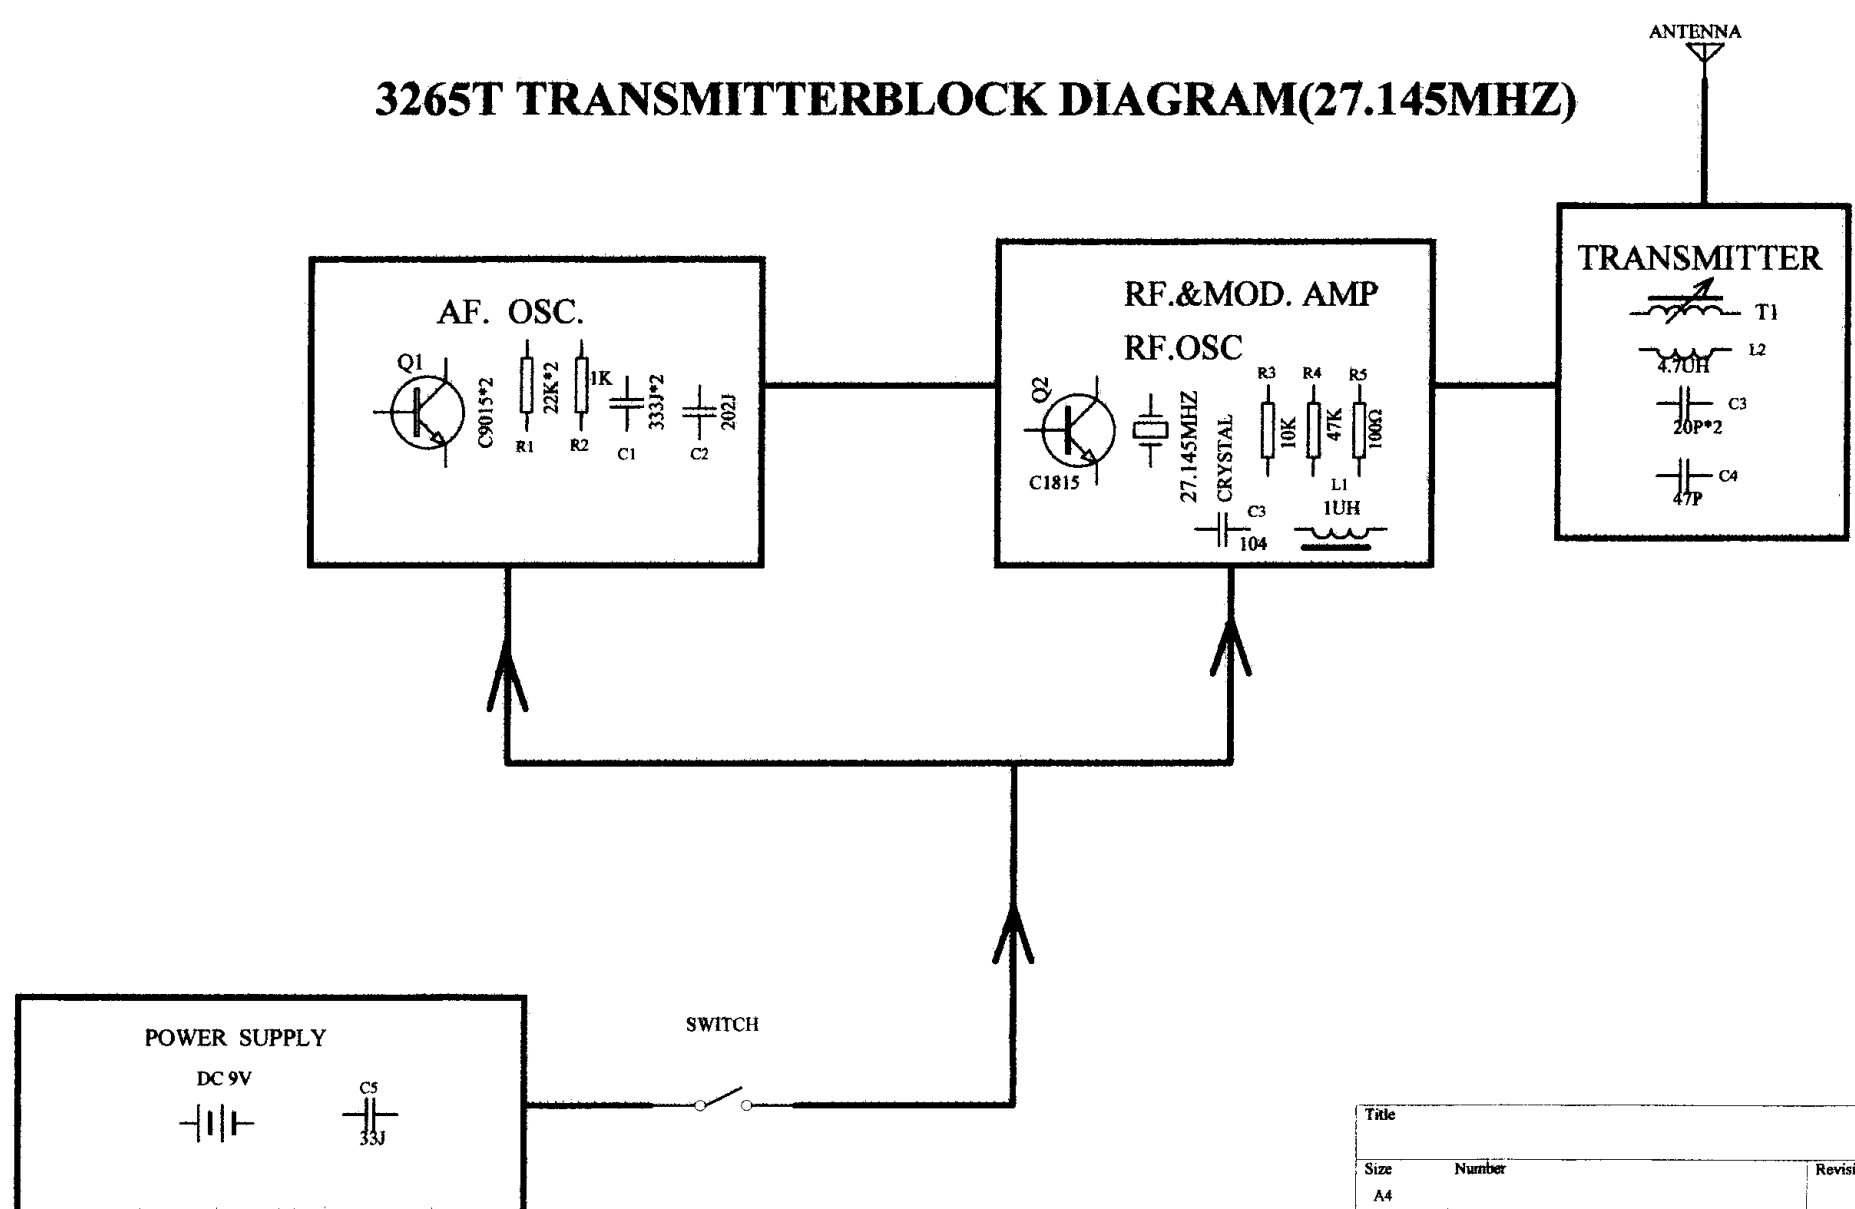 ANTENNA
3265T TRANSMITTERBLOCK DIAGRAM(27.145MHZ)
AF. OSC.
Q1
C9015*2
22K*2
R1
1K
R2
333J*2
C1
202J
C2
RF.&MOD. AMP
RF.OSC
Q2
C1815
27.145MHZ
CRYSTAL
R3
10K
R4
47K
R5
100Ω
C3
104
L1
1UH
TRANSMITTER
T1
L2
4.7UH
C3
20P*2
C4
47P
POWER SUPPLY
DC 9V
C5
33J
SWITCH
Title
Size
Number
Revisi
A4